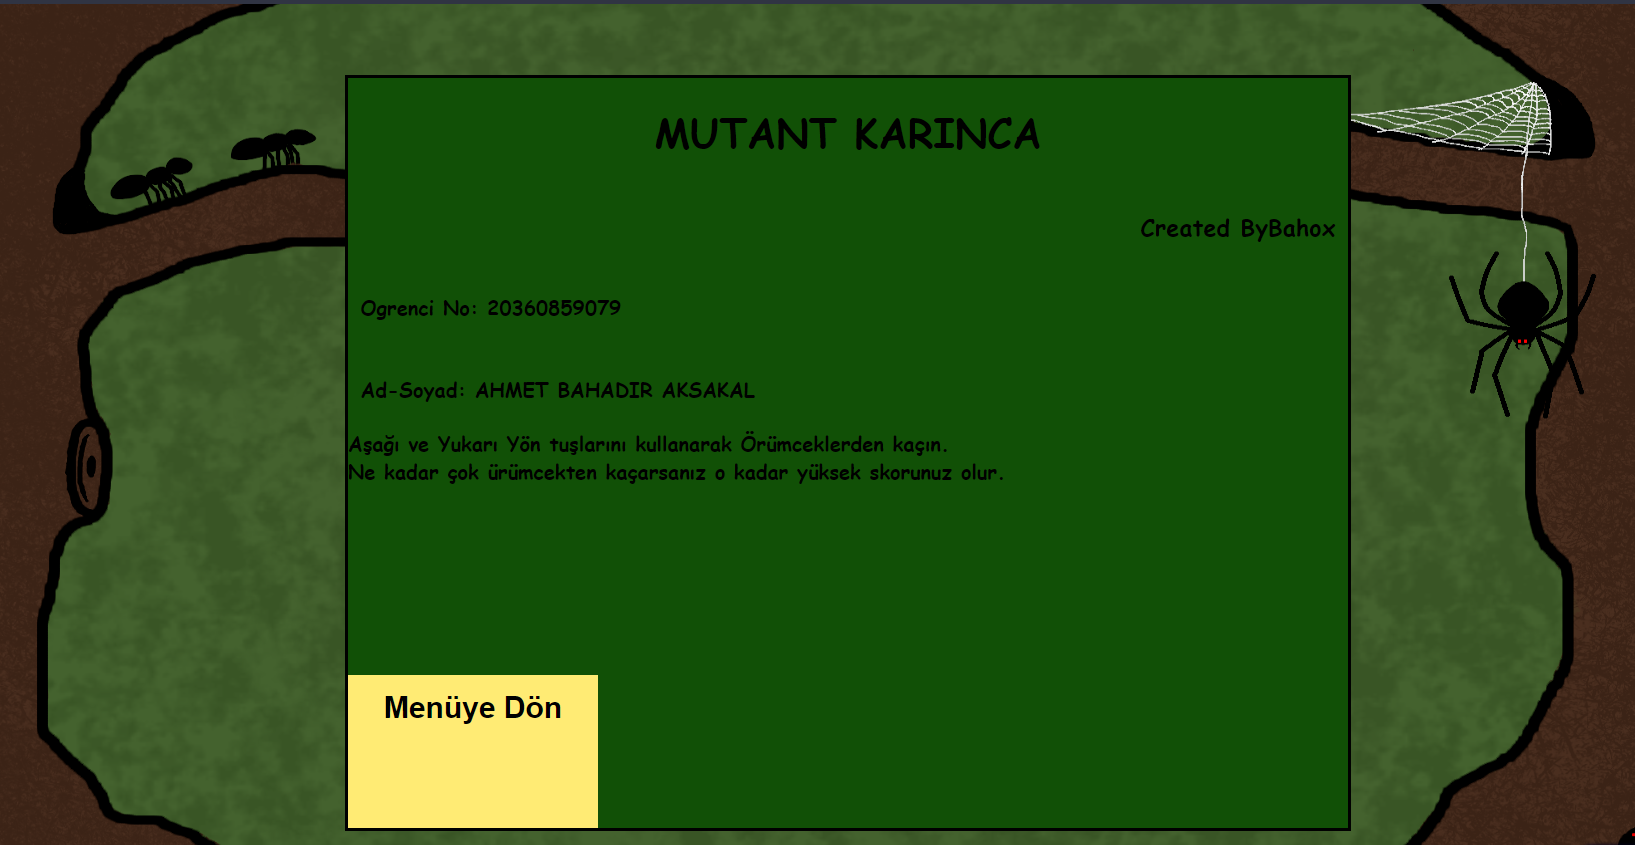 MUTANT KARINCA
Created ByBahox
Ogrenci No: 20360859079
Ad-Soyad: AHMET BAHADIR AKSAKAL
Aşağı ve Yukarı Yön tuşlarını kullanarak Örümceklerden kaçın.
Ne kadar çok ürümcekten kaçarsanız o kadar yüksek skorunuz olur.
Menüye Dön